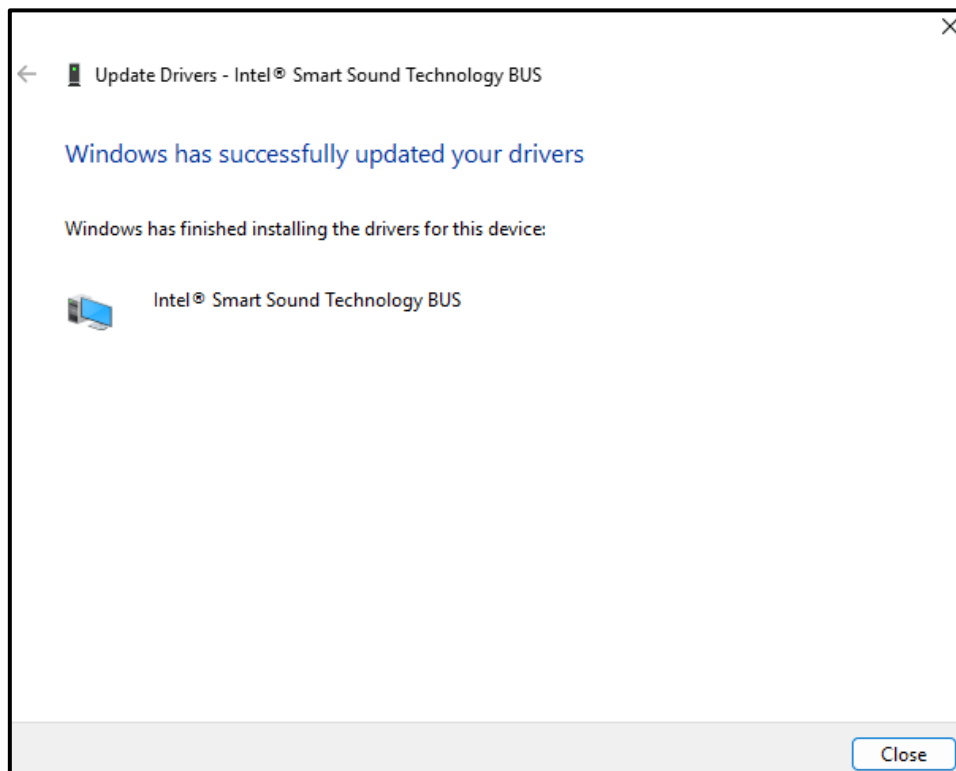 Update Drivers - Intel® Smart Sound Technology BUS
Windows has successfully updated your drivers
Windows has finished installing the drivers for this device:
Intel® Smart Sound Technology BUS
Close